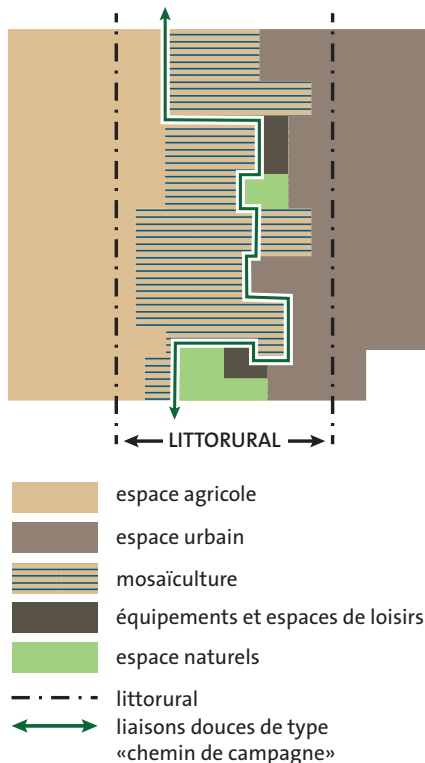 LITTORURAL
espace agricole
espace urbain
mosaïculture
équipements et espaces de loisirs
espace naturels
littorural
liaisons douces de type
«chemin de campagne»